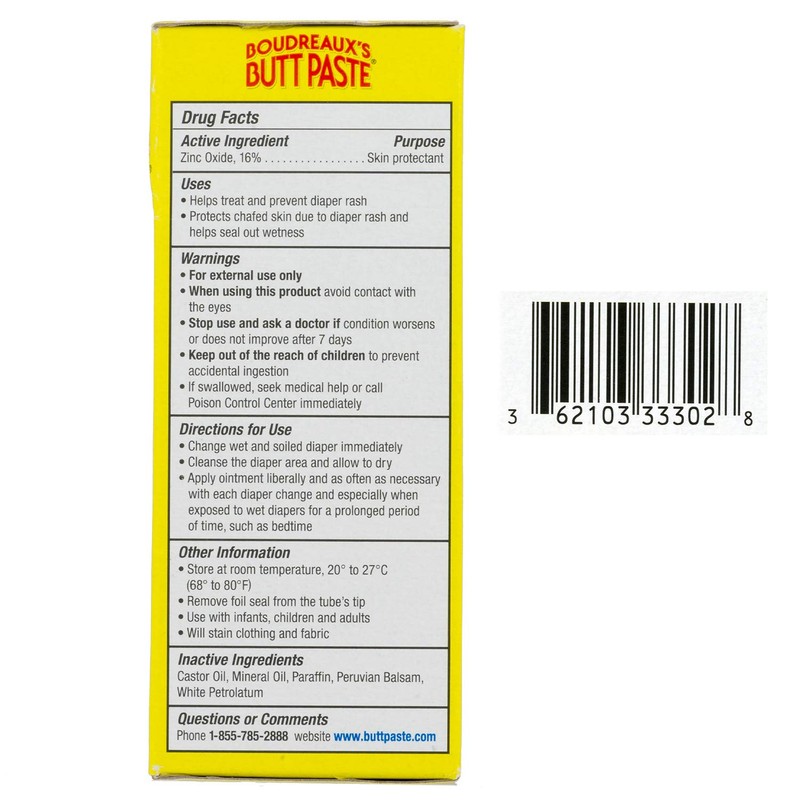 BOUDREAUX'S
BUTT PASTE®
Drug Facts
Active Ingredient Purpose
Zinc Oxide, 16% ................. Skin protectant
Uses
• Helps treat and prevent diaper rash
• Protects chafed skin due to diaper rash and
helps seal out wetness
Warnings
• For external use only
• When using this product avoid contact with
the eyes
• Stop use and ask a doctor if condition worsens
or does not improve after 7 days
• Keep out of the reach of children to prevent
accidental ingestion
• If swallowed, seek medical help or call
Poison Control Center immediately
Directions for Use
• Change wet and soiled diaper immediately
• Cleanse the diaper area and allow to dry
• Apply ointment liberally and as often as necessary
with each diaper change and especially when
exposed to wet diapers for a prolonged period
of time, such as bedtime
Other Information
• Store at room temperature, 20° to 27°C
(68° to 80°F)
• Remove foil seal from the tube's tip
• Use with infants, children and adults
• Will stain clothing and fabric
Inactive Ingredients
Castor Oil, Mineral Oil, Paraffin, Peruvian Balsam,
White Petrolatum
Questions or Comments
Phone 1-855-785-2888 website www.buttpaste.com
3 62103 33302 8